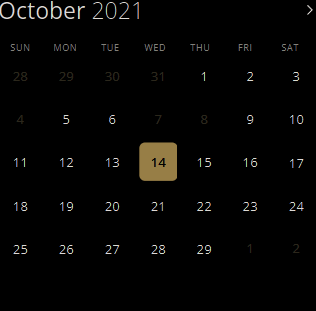 October 2021
SUN MON TUE WED THU FRI SAT
28 29 30 31 1 2 3
4 5 6 7 8 9 10
11 12 13 14 15 16 17
18 19 20 21 22 23 24
25 26 27 28 29 1 2